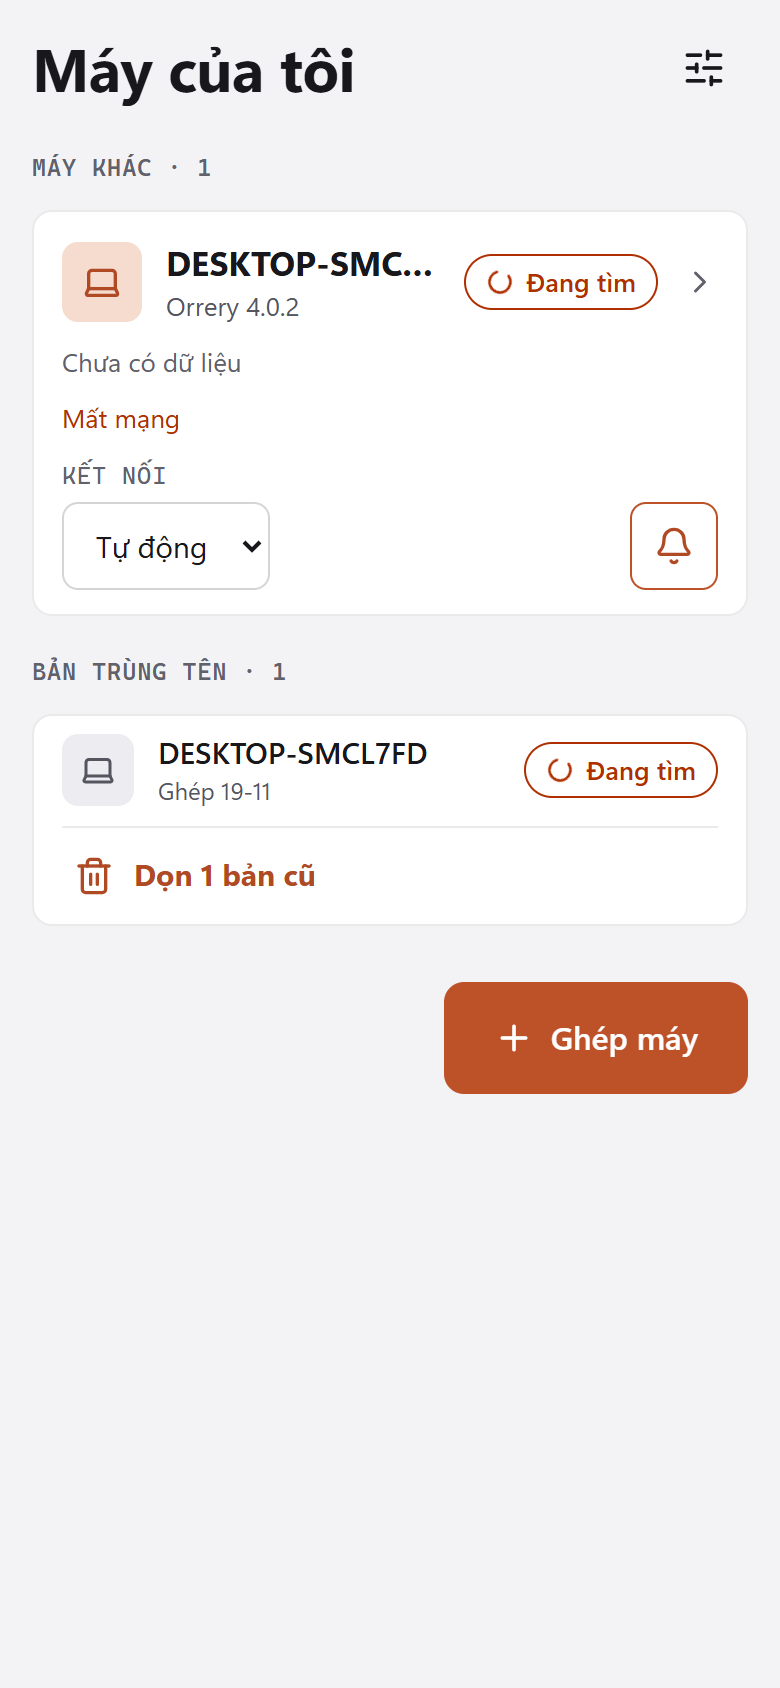 Máy của tôi
MÁY KHÁC · 1
DESKTOP-SMC...
Orrery 4.0.2
Đang tìm
Chưa có dữ liệu
Mất mạng
KẾT NỐI
Tự động
BẢN TRÙNG TÊN · 1
DESKTOP-SMCL7FD
Ghép 19-11
Đang tìm
Dọn 1 bản cũ
Ghép máy